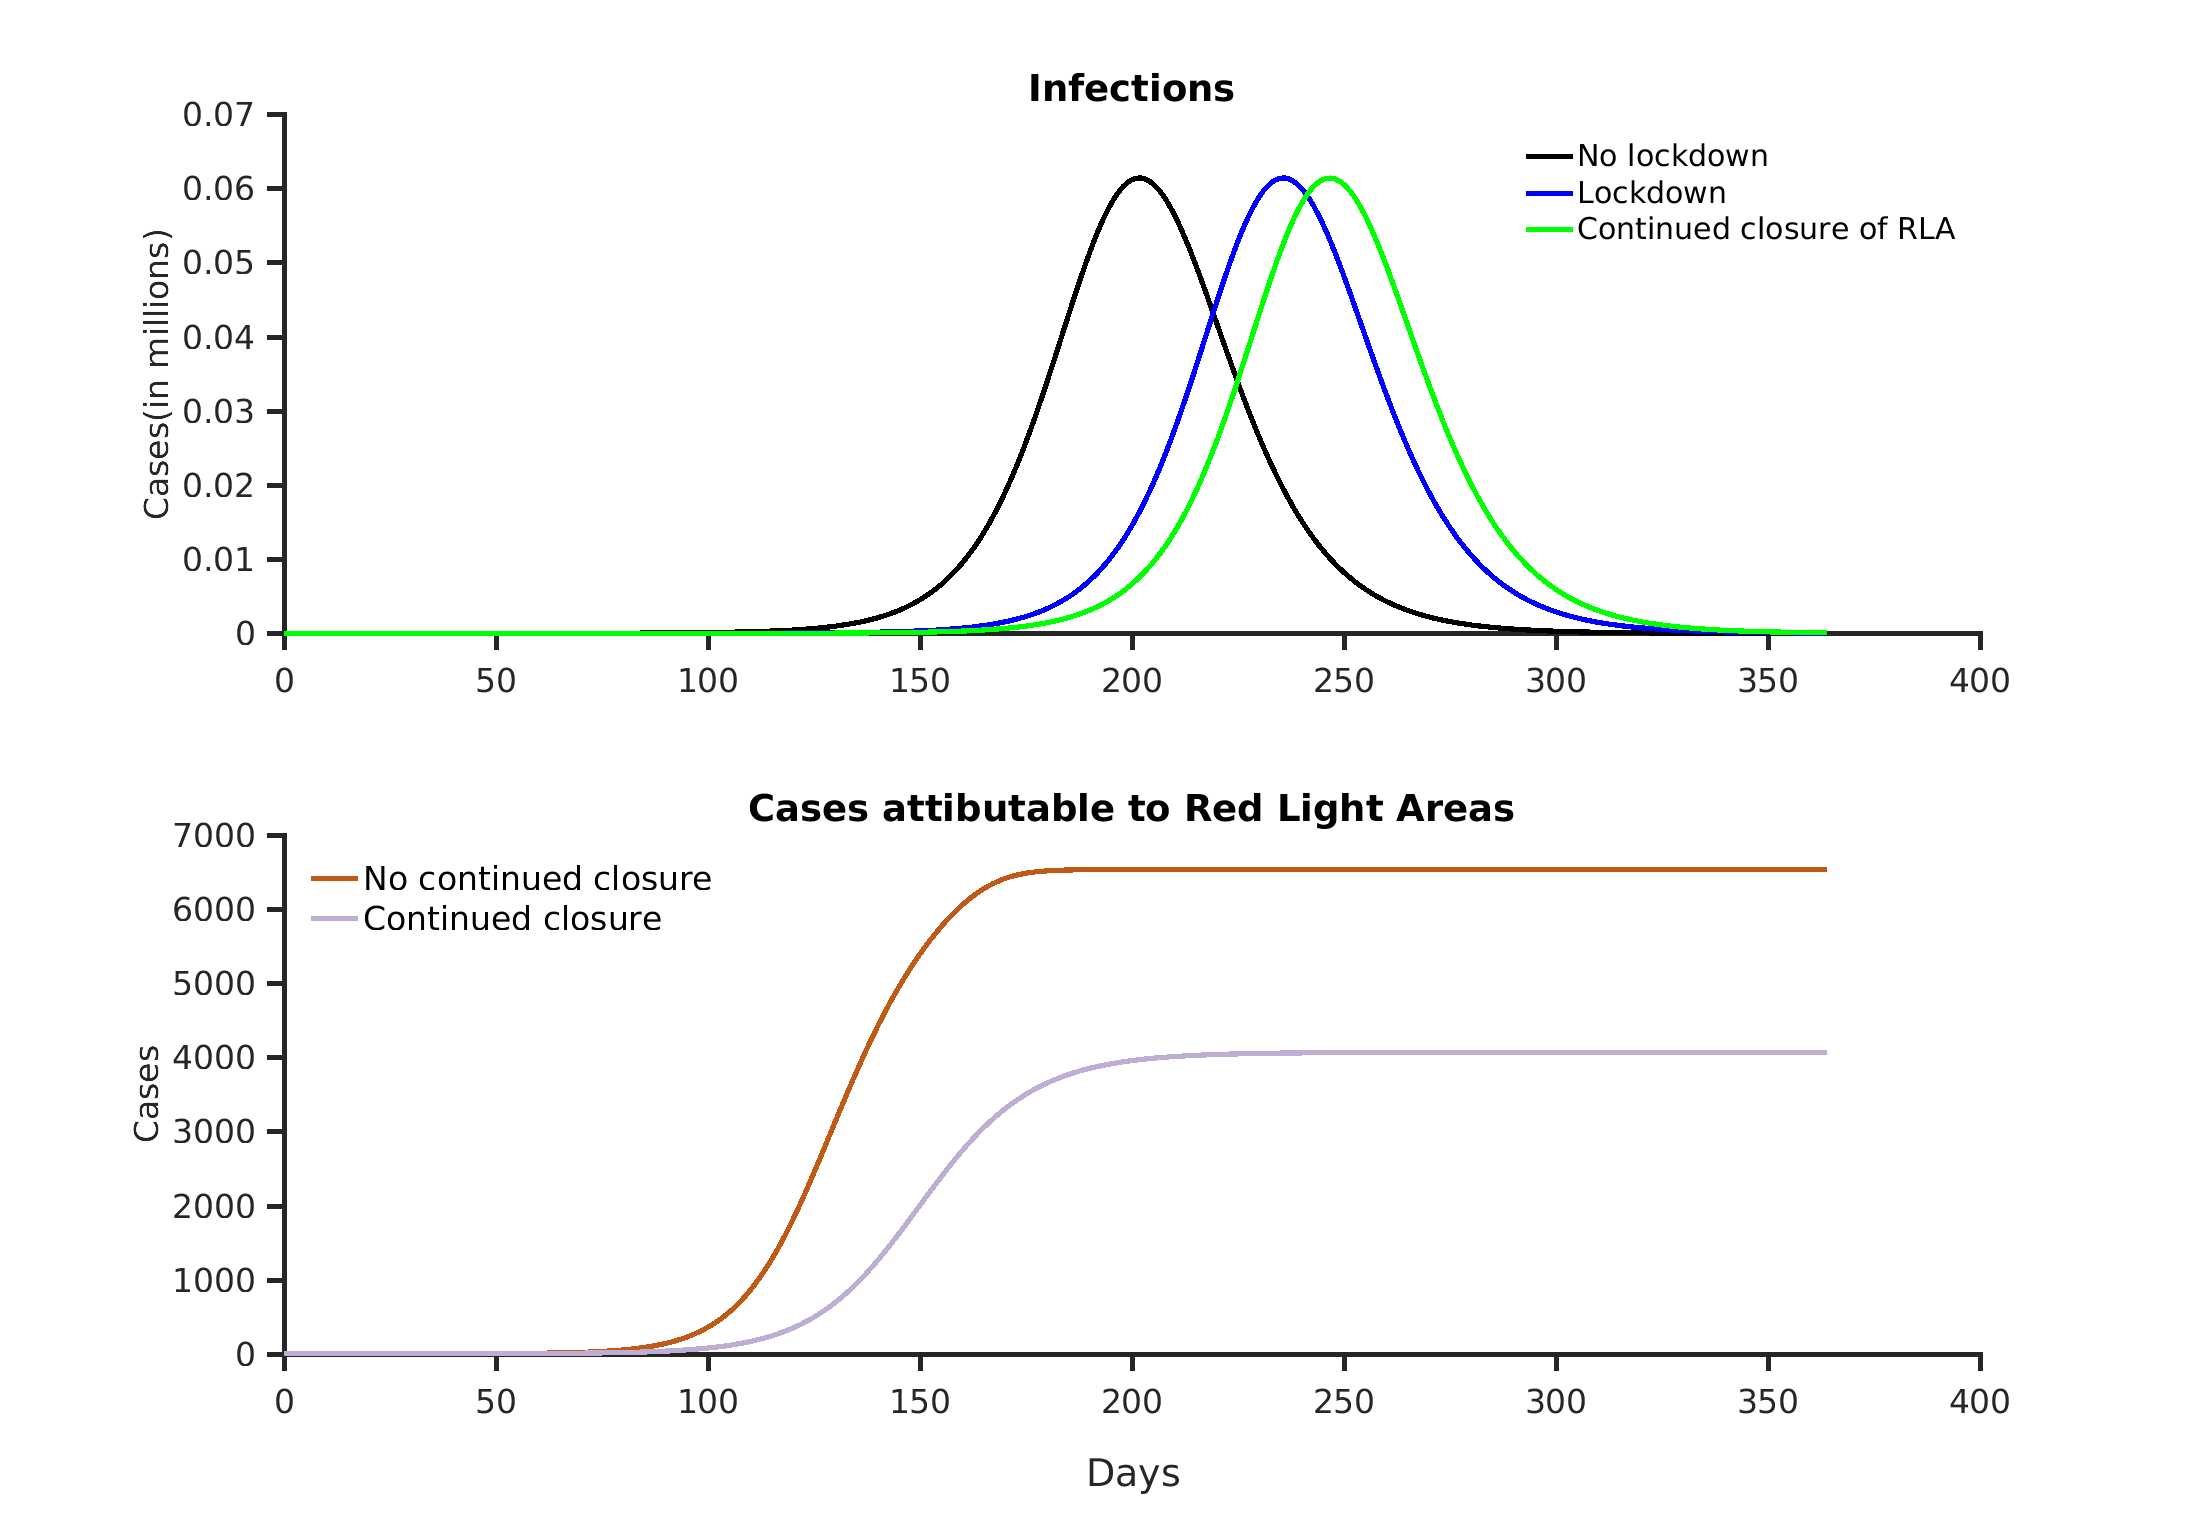 Infections
Cases(in millions)
0.07
0.06
0.05
0.04
0.03
0.02
0.01
0
No lockdown
Lockdown
Continued closure of RLA
0 50 100 150 200 250 300 350 400
Cases attibutable to Red Light Areas
Cases
7000
6000
5000
4000
3000
2000
1000
0
No continued closure
Continued closure
0 50 100 150 200 250 300 350 400
Days